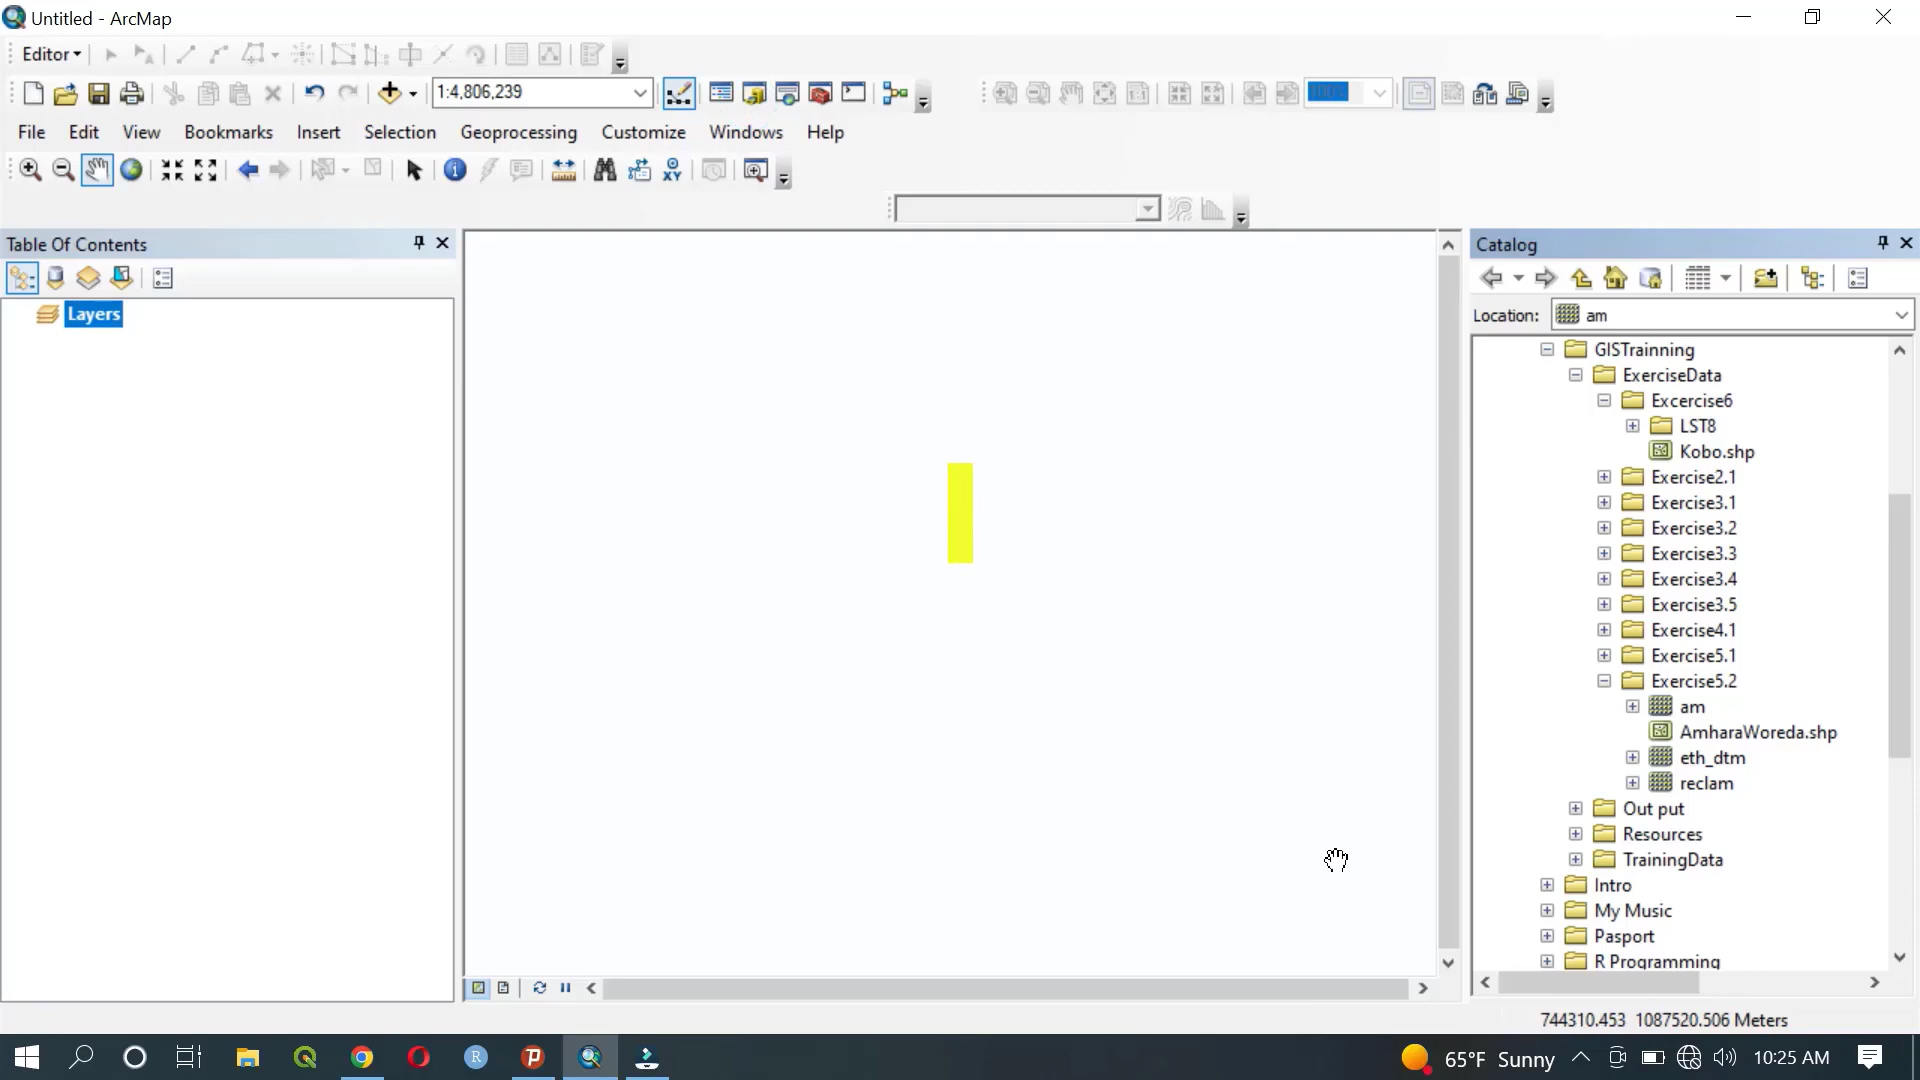 Untitled - ArcMap
Editor
1:4,806,239
File Edit View Bookmarks Insert Selection Geoprocessing Customize Windows Help
Table Of Contents
Layers
Catalog
Location: am
GISTrainning
ExerciseData
Excercise6
LST8
Kobo.shp
Exercise2.1
Exercise3.1
Exercise3.2
Exercise3.3
Exercise3.4
Exercise3.5
Exercise4.1
Exercise5.1
Exercise5.2
am
AmharaWoreda.shp
eth_dtm
reclam
Out put
Resources
TrainingData
Intro
My Music
Pasport
R Programming
744310.453 1087520.506 Meters
65°F Sunny 10:25 AM